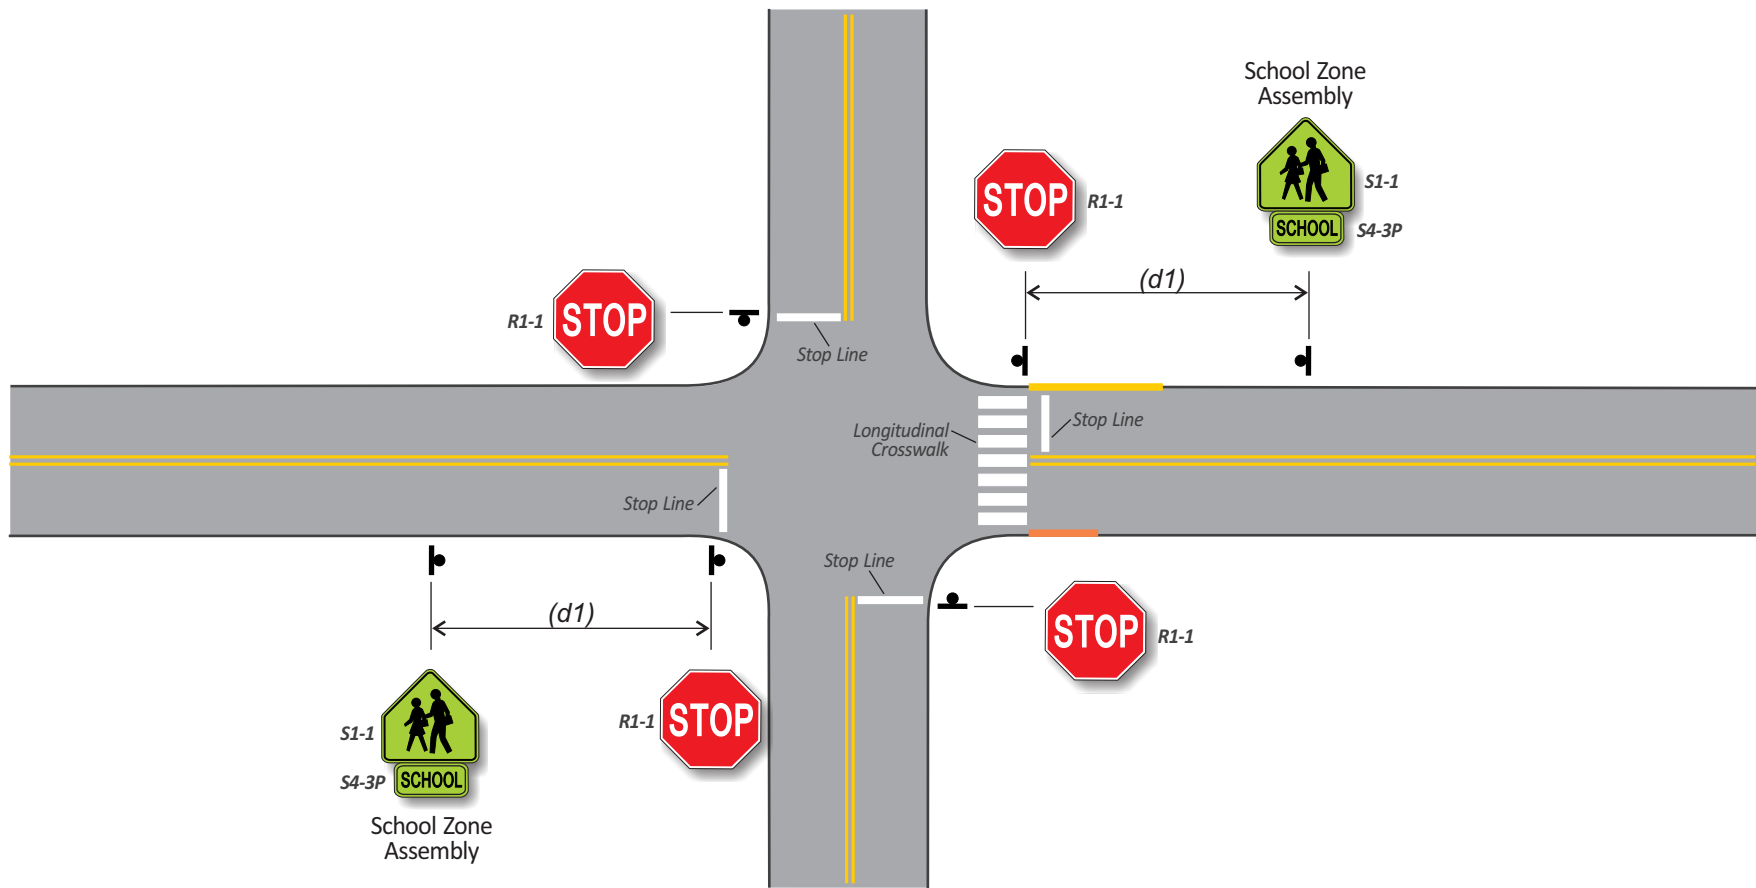 School Zone
Assembly
STOP
R1-1
S1-1
SCHOOL
S4-3P
(d1)
R1-1
STOP
Stop Line
Longitudinal
Crosswalk
Stop Line
Stop Line
Stop Line
(d1)
STOP
R1-1
S1-1
R1-1
STOP
S4-3P
SCHOOL
School Zone
Assembly